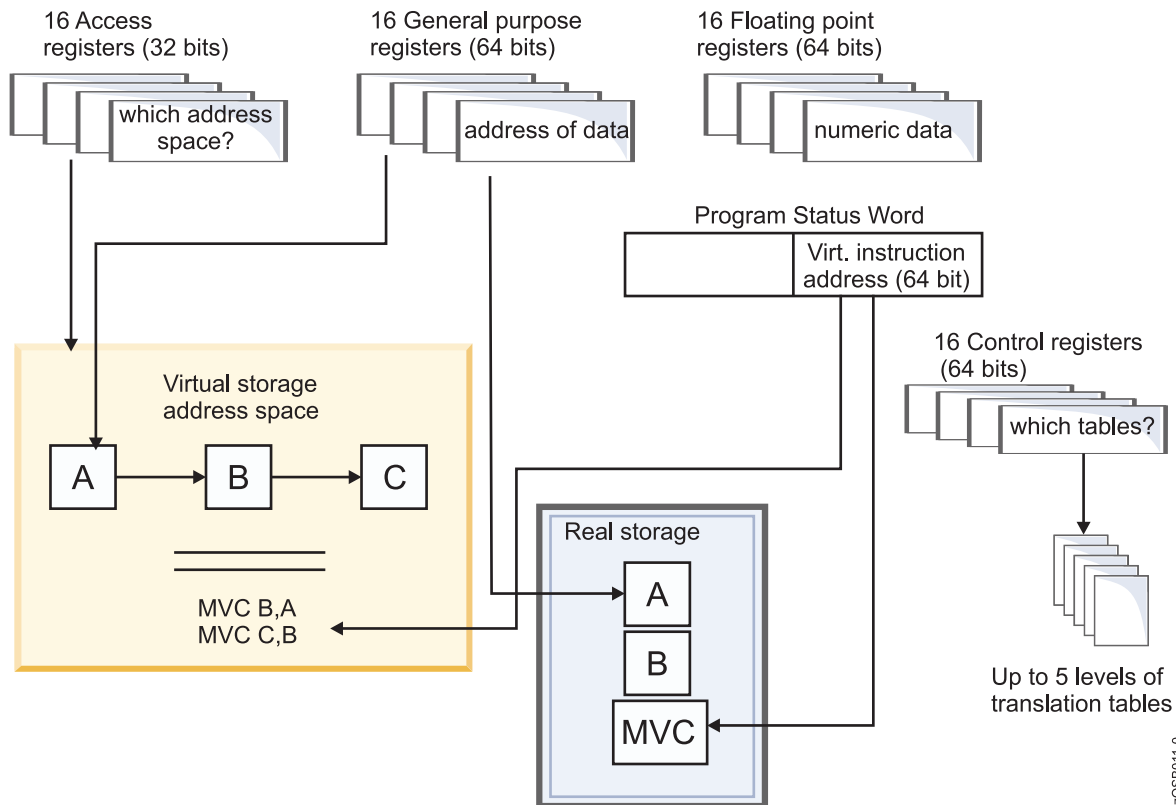 16 Access
registers (32 bits)
16 General purpose
registers (64 bits)
16 Floating point
registers (64 bits)
which address
space?
address of data
numeric data
Program Status Word
Virt. instruction
address (64 bit)
16 Control registers
(64 bits)
which tables?
Virtual storage
address space
A
B
C
MVC B,A
MVC C,B
Real storage
A
B
MVC
Up to 5 levels of
translation tables